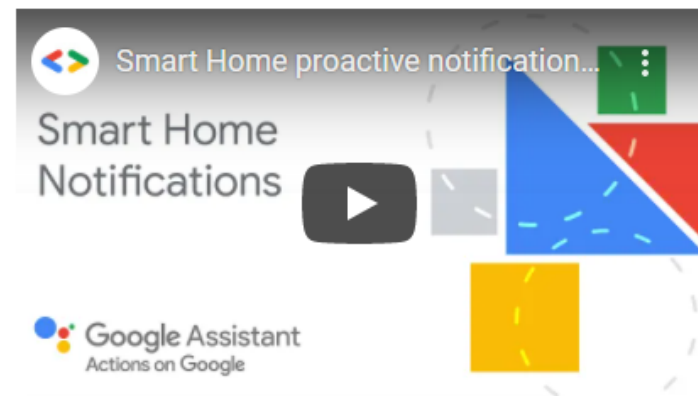 Smart Home proactive notification...
Smart Home
Notifications
Google Assistant
Actions on Google